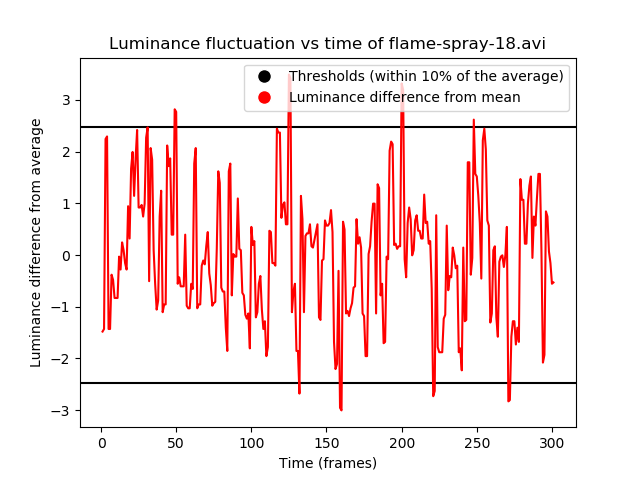 Luminance fluctuation vs time of flame-spray-18.avi
Thresholds (within 10% of the average)
Luminance difference from mean
Luminance difference from average
3
2
1
0
−1
−2
−3
0 50 100 150 200 250 300
Time (frames)